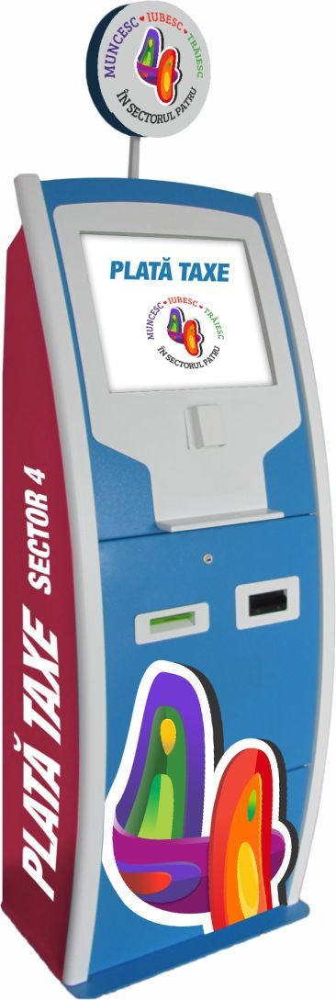 MUNCESC • IUBESC • TRĂIESC
ÎN SECTORUL PATRU
PLATĂ TAXE
MUNCESC • IUBESC • TRĂIESC
ÎN SECTORUL PATRU
PLATĂ TAXE SECTOR 4